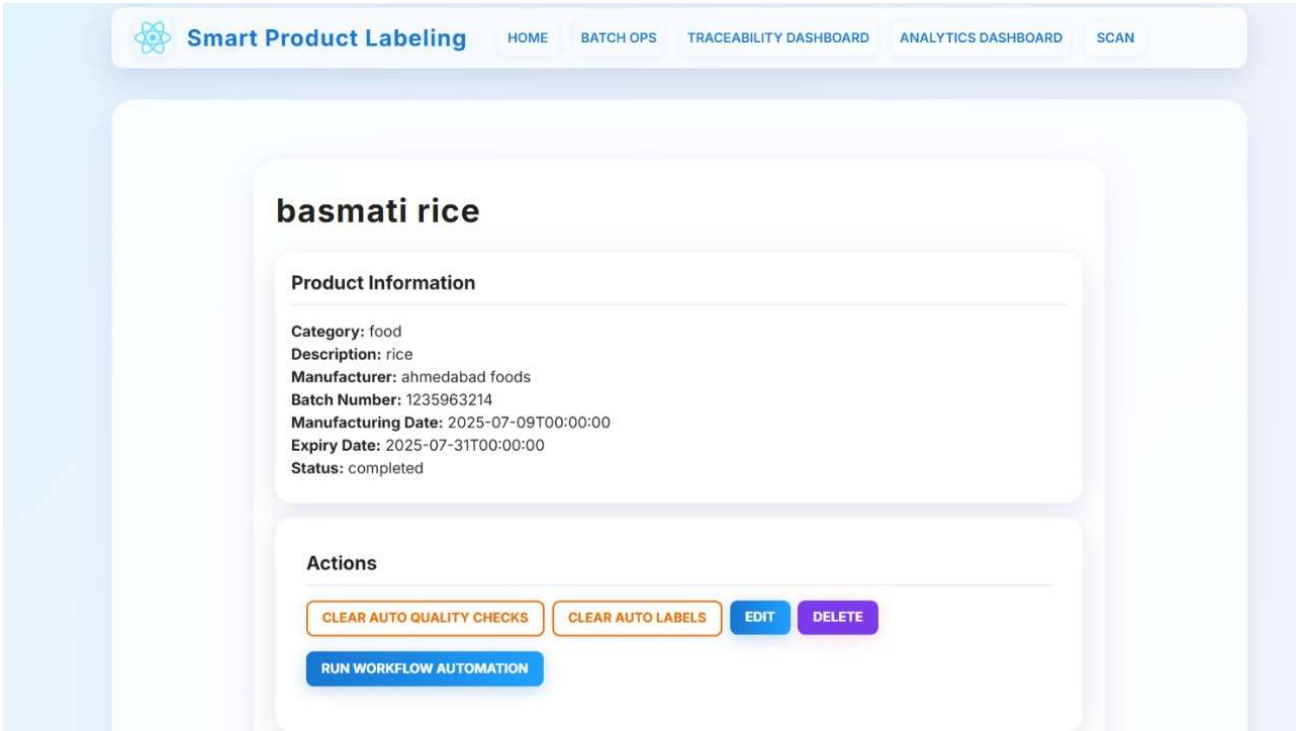 Smart Product Labeling HOME BATCH OPS TRACEABILITY DASHBOARD ANALYTICS DASHBOARD SCAN
basmati rice
Product Information
Category: food
Description: rice
Manufacturer: ahmedabad foods
Batch Number: 1235963214
Manufacturing Date: 2025-07-09T00:00:00
Expiry Date: 2025-07-31T00:00:00
Status: completed
Actions
CLEAR AUTO QUALITY CHECKS CLEAR AUTO LABELS EDIT DELETE
RUN WORKFLOW AUTOMATION